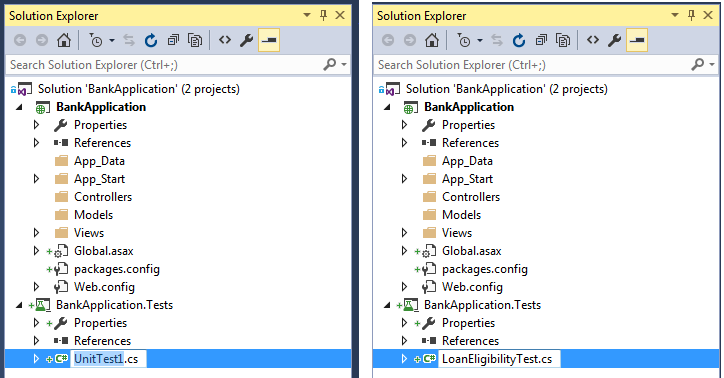 Solution Explorer
Search Solution Explorer (Ctrl+;)
Solution 'BankApplication' (2 projects)
BankApplication
Properties
References
App_Data
App_Start
Controllers
Models
Views
Global.asax
packages.config
Web.config
BankApplication.Tests
Properties
References
UnitTest1.cs
Solution Explorer
Search Solution Explorer (Ctrl+;)
Solution 'BankApplication' (2 projects)
BankApplication
Properties
References
App_Data
App_Start
Controllers
Models
Views
Global.asax
packages.config
Web.config
BankApplication.Tests
Properties
References
LoanEligibilityTest.cs